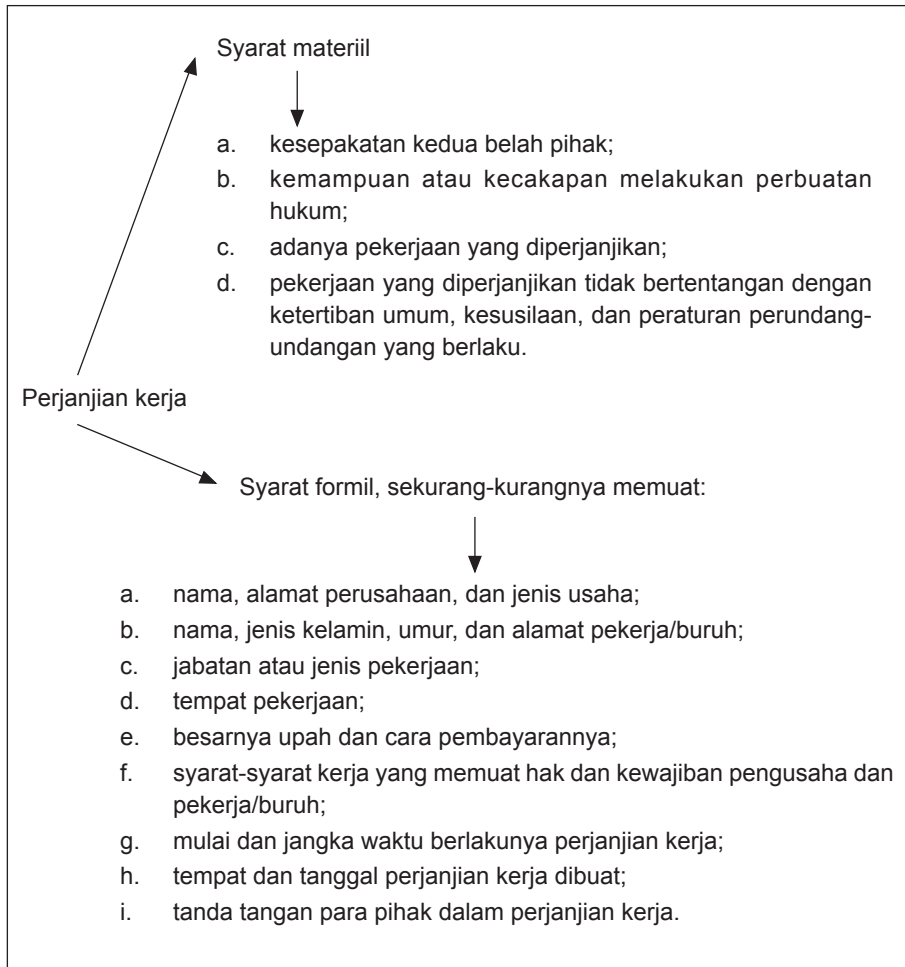 Syarat materiil
a. kesepakatan kedua belah pihak;
b. kemampuan atau kecakapan melakukan perbuatan
hukum;
c. adanya pekerjaan yang diperjanjikan;
d. pekerjaan yang diperjanjikan tidak bertentangan dengan
ketertiban umum, kesusilaan, dan peraturan perundang-
undangan yang berlaku.
Perjanjian kerja
Syarat formil, sekurang-kurangnya memuat:
a. nama, alamat perusahaan, dan jenis usaha;
b. nama, jenis kelamin, umur, dan alamat pekerja/buruh;
c. jabatan atau jenis pekerjaan;
d. tempat pekerjaan;
e. besarnya upah dan cara pembayarannya;
f. syarat-syarat kerja yang memuat hak dan kewajiban pengusaha dan
pekerja/buruh;
g. mulai dan jangka waktu berlakunya perjanjian kerja;
h. tempat dan tanggal perjanjian kerja dibuat;
i. tanda tangan para pihak dalam perjanjian kerja.